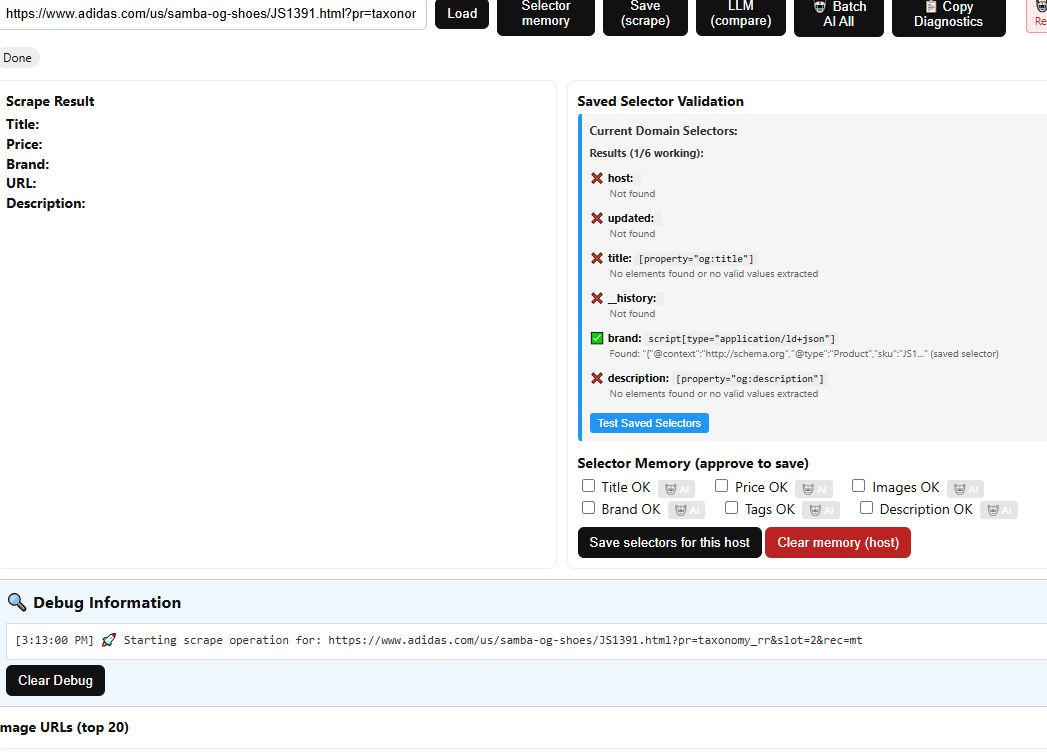 https://www.adidas.com/us/samba-og-shoes/JS1391.html?pr=taxonor
Load
Selector
memory
Save
(scrape)
LLM
(compare)
Batch
AI All
Copy
Diagnostics
Re
Done
Scrape Result
Title:
Price:
Brand:
URL:
Description:
Saved Selector Validation
Current Domain Selectors:
Results (1/6 working):
host:
Not found
updated:
Not found
title: [property="og:title"]
No elements found or no valid values extracted
__history:
Not found
brand: script[type="application/ld+json"]
Found: "{"@context":"http://schema.org","@type":"Product","sku":"JS1..." (saved selector)
description: [property="og:description"]
No elements found or no valid values extracted
Test Saved Selectors
Selector Memory (approve to save)
Title OK AI Price OK AI Images OK AI
Brand OK AI Tags OK AI Description OK AI
Save selectors for this host Clear memory (host)
Debug Information
[3:13:00 PM] 🚀 Starting scrape operation for: https://www.adidas.com/us/samba-og-shoes/JS1391.html?pr=taxonomy_rr&slot=2&rec=mt
Clear Debug
mage URLs (top 20)